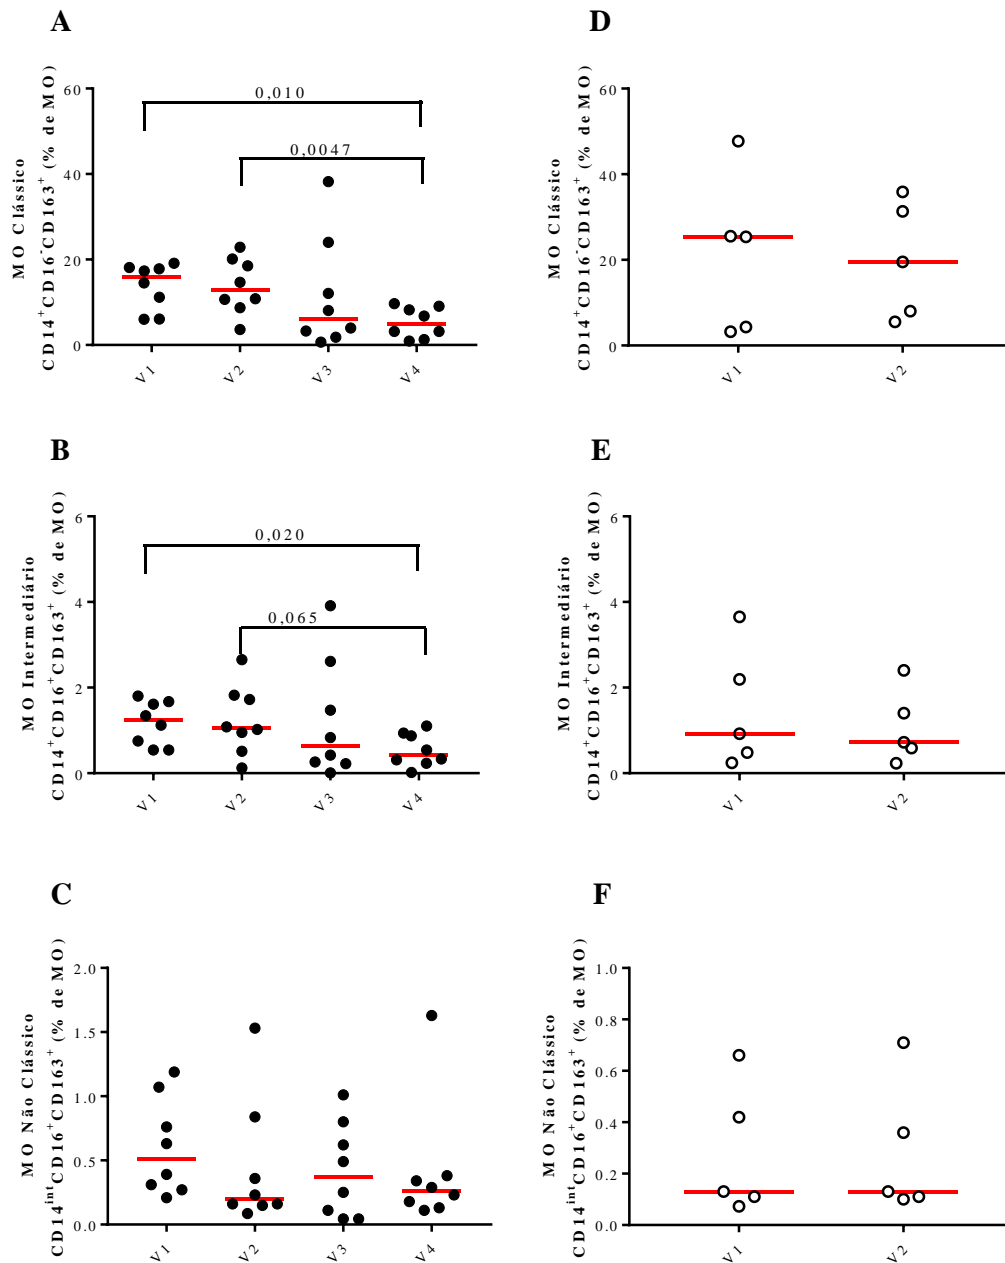 A
MO Clássico
CD14⁺CD16⁻CD163⁺ (% de MO)
60
40
20
0
0,010
0,0047
V1
V2
V3
V4
D
MO Clássico
CD14⁺CD16⁻CD163⁺ (% de MO)
60
40
20
0
V1
V2
B
MO Intermediário
CD14⁺CD16⁺CD163⁺ (% de MO)
6
4
2
0
0,020
0,065
V1
V2
V3
V4
E
MO Intermediário
CD14⁺CD16⁺CD163⁺ (% de MO)
6
4
2
0
V1
V2
C
MO Não Clássico
CD14ⁱⁿᵗCD16⁺CD163⁺ (% de MO)
2.0
1.5
1.0
0.5
0.0
V1
V2
V3
V4
F
MO Não Clássico
CD14ⁱⁿᵗCD16⁺CD163⁺ (% de MO)
1.0
0.8
0.6
0.4
0.2
0.0
V1
V2